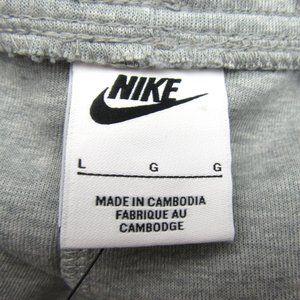 NIKE
L G G
MADE IN CAMBODIA
FABRIQUE AU
CAMBODGE